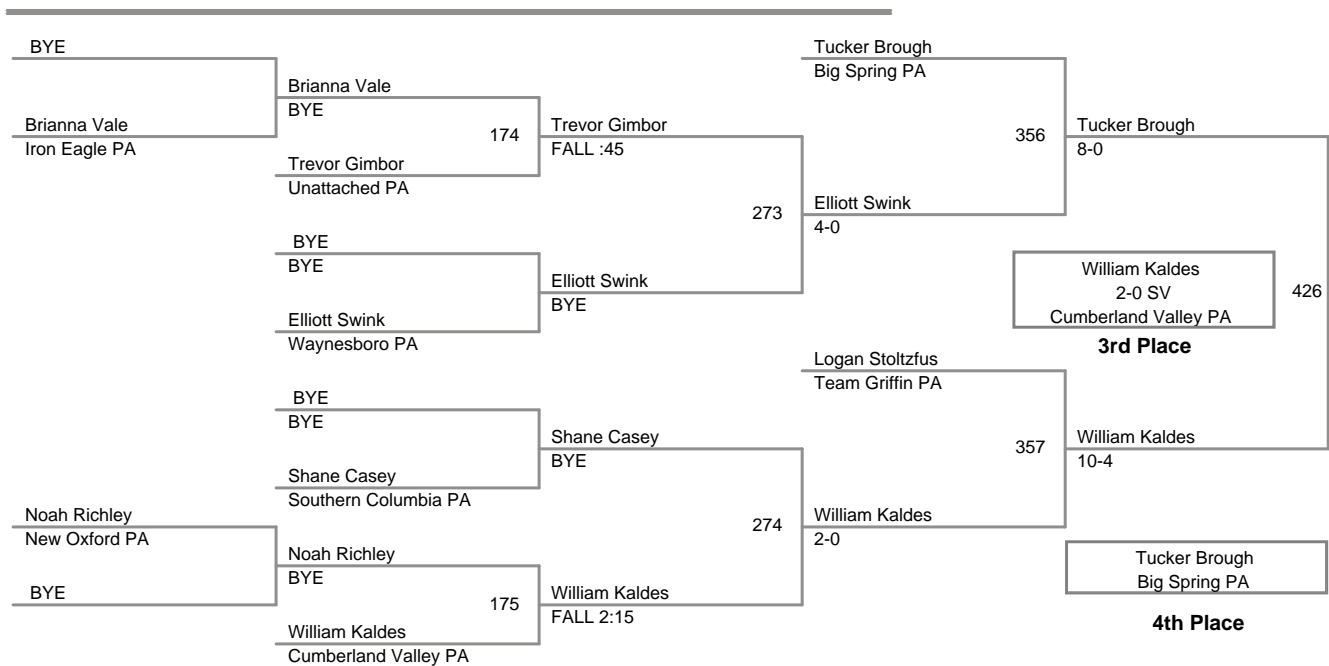 BYE
Brianna Vale
Iron Eagle PA
Noah Richley
New Oxford PA
BYE
Brianna Vale
BYE
174
Trevor Gimbor
Unattached PA
BYE
BYE
Elliott Swink
Waynesboro PA
BYE
BYE
Shane Casey
Southern Columbia PA
Noah Richley
BYE
175
William Kaldes
Cumberland Valley PA
Trevor Gimbor
FALL :45
273
Elliott Swink
BYE
Shane Casey
BYE
274
William Kaldes
FALL 2:15
Tucker Brough
Big Spring PA
356
Elliott Swink
4-0
Logan Stoltzfus
Team Griffin PA
357
William Kaldes
2-0
Tucker Brough
8-0
William Kaldes
2-0 SV
Cumberland Valley PA
3rd Place
426
William Kaldes
10-4
Tucker Brough
Big Spring PA
4th Place